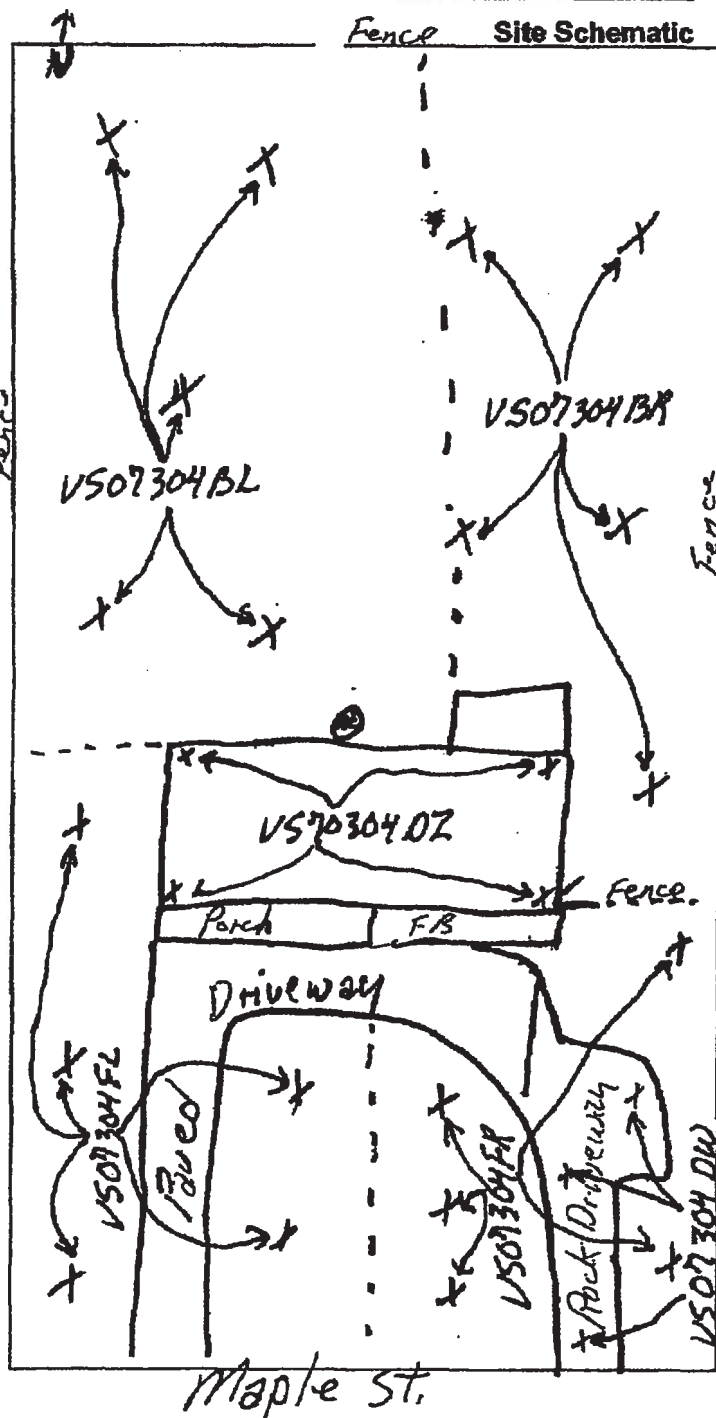 N
Fence Site Schematic
Fence
VS07304BL
VS07304BR
Fence
VS70304DZ
Fence.
Porch FB
Driveway
VS07304FL
Paved
VS07304FR
Rock/Driveway
VS07304DW
Maple St.